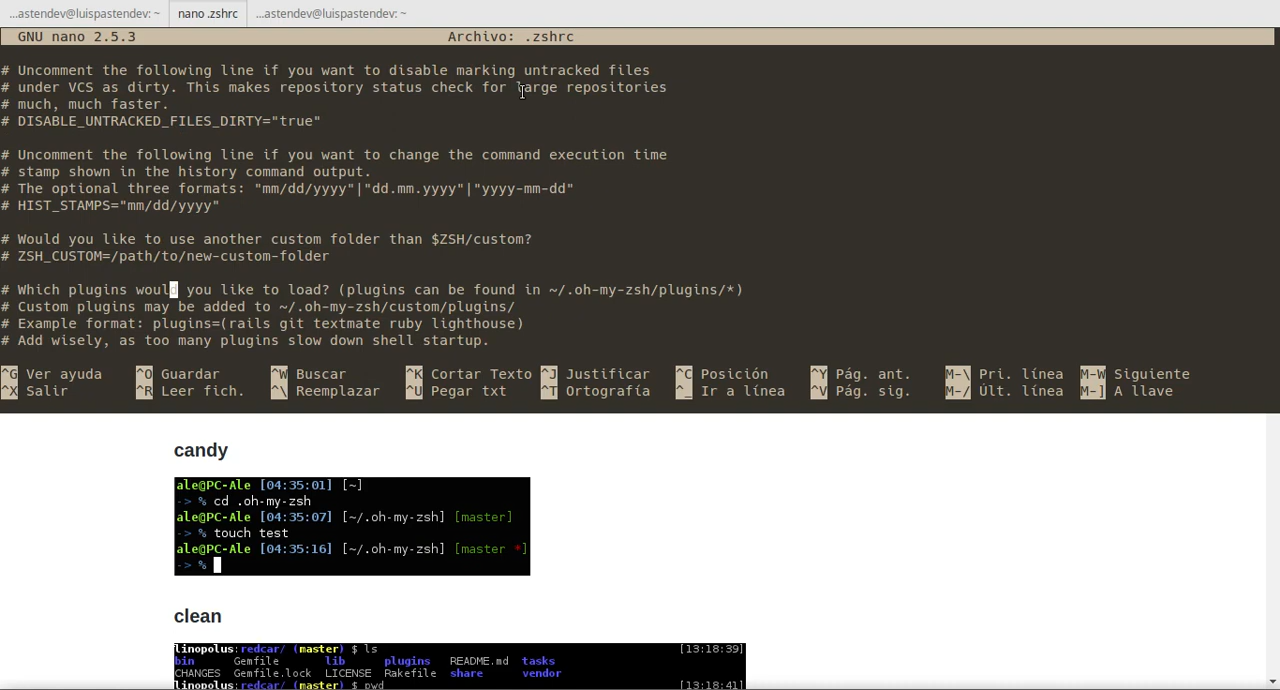 ...astendev@luispastendev: ~ nano .zshrc ...astendev@luispastendev: ~
GNU nano 2.5.3 Archivo: .zshrc
# Uncomment the following line if you want to disable marking untracked files
# under VCS as dirty. This makes repository status check for large repositories
# much, much faster.
# DISABLE_UNTRACKED_FILES_DIRTY="true"
# Uncomment the following line if you want to change the command execution time
# stamp shown in the history command output.
# The optional three formats: "mm/dd/yyyy"|"dd.mm.yyyy"|"yyyy-mm-dd"
# HIST_STAMPS="mm/dd/yyyy"
# Would you like to use another custom folder than $ZSH/custom?
# ZSH_CUSTOM=/path/to/new-custom-folder
# Which plugins would you like to load? (plugins can be found in ~/.oh-my-zsh/plugins/*)
# Custom plugins may be added to ~/.oh-my-zsh/custom/plugins/
# Example format: plugins=(rails git textmate ruby lighthouse)
# Add wisely, as too many plugins slow down shell startup.
^G Ver ayuda ^O Guardar ^W Buscar ^K Cortar Texto ^J Justificar ^C Posición ^Y Pág. ant. M-\ Pri. línea M-W Siguiente
^X Salir ^R Leer fich. ^\ Reemplazar ^U Pegar txt ^T Ortografía ^_ Ir a línea ^V Pág. sig. M-/ Últ. línea M-] A llave
candy
ale@PC-Ale [04:35:01] [~]
-> % cd .oh-my-zsh
ale@PC-Ale [04:35:07] [~/.oh-my-zsh] [master]
-> % touch test
ale@PC-Ale [04:35:16] [~/.oh-my-zsh] [master *]
-> %
clean
linopolus:redcar/ (master) $ ls [13:18:39]
bin Gemfile lib plugins README.md tasks
CHANGES Gemfile.lock LICENSE Rakefile share vendor
linopolus:redcar/ (master) $ pwd [13:18:41]